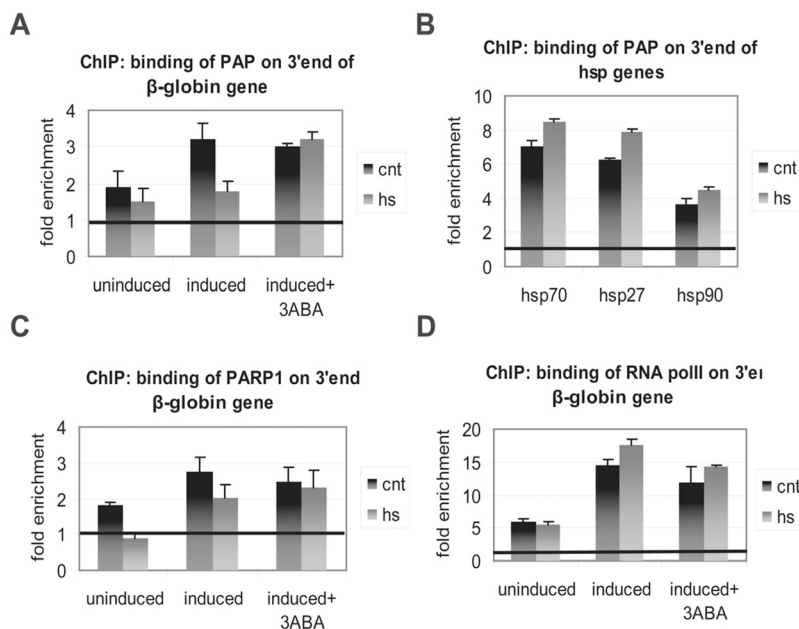 A
ChIP: binding of PAP on 3'end of
β-globin gene
fold enrichment
4
3
2
1
0
uninduced
induced
induced+
3ABA
cnt
hs
B
ChIP: binding of PAP on 3'end of
hsp genes
fold enrichment
10
8
6
4
2
0
hsp70
hsp27
hsp90
cnt
hs
C
ChIP: binding of PARP1 on 3'end
β-globin gene
fold enrichment
4
3
2
1
0
uninduced
induced
induced+
3ABA
cnt
hs
D
ChIP: binding of RNA polII on 3'e
β-globin gene
fold enrichment
20
15
10
5
0
uninduced
induced
induced+
3ABA
cnt
hs